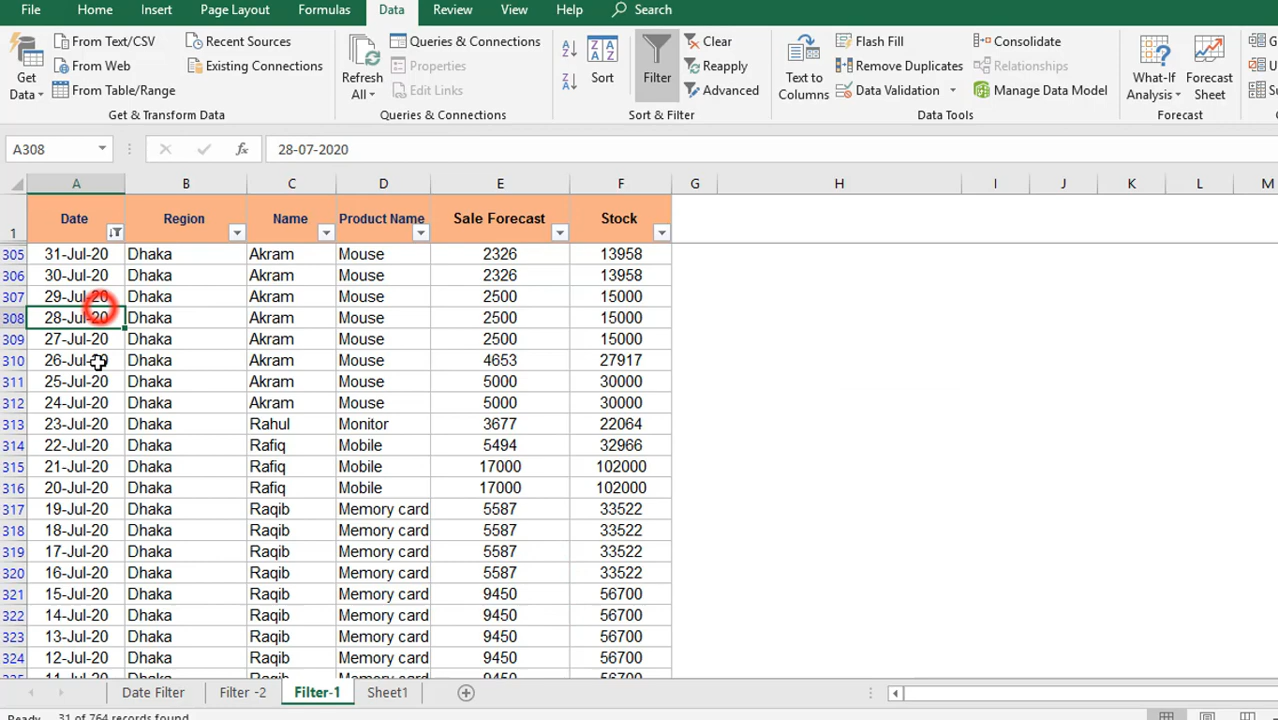 File Home Insert Page Layout Formulas Data Review View Help Search
Get Data
From Text/CSV
From Web
From Table/Range
Recent Sources
Existing Connections
Get & Transform Data
Refresh All
Queries & Connections
Properties
Edit Links
Queries & Connections
Sort
Filter
Clear
Reapply
Advanced
Sort & Filter
Text to Columns
Flash Fill
Remove Duplicates
Data Validation
Consolidate
Relationships
Manage Data Model
Data Tools
What-If Analysis
Forecast Sheet
Forecast
A308 fx 28-07-2020
A B C D E F G H I J K L M
1 Date Region Name Product Name Sale Forecast Stock
305 31-Jul-20 Dhaka Akram Mouse 2326 13958
306 30-Jul-20 Dhaka Akram Mouse 2326 13958
307 29-Jul-20 Dhaka Akram Mouse 2500 15000
308 28-Jul-20 Dhaka Akram Mouse 2500 15000
309 27-Jul-20 Dhaka Akram Mouse 2500 15000
310 26-Jul-20 Dhaka Akram Mouse 4653 27917
311 25-Jul-20 Dhaka Akram Mouse 5000 30000
312 24-Jul-20 Dhaka Akram Mouse 5000 30000
313 23-Jul-20 Dhaka Rahul Monitor 3677 22064
314 22-Jul-20 Dhaka Rafiq Mobile 5494 32966
315 21-Jul-20 Dhaka Rafiq Mobile 17000 102000
316 20-Jul-20 Dhaka Rafiq Mobile 17000 102000
317 19-Jul-20 Dhaka Raqib Memory card 5587 33522
318 18-Jul-20 Dhaka Raqib Memory card 5587 33522
319 17-Jul-20 Dhaka Raqib Memory card 5587 33522
320 16-Jul-20 Dhaka Raqib Memory card 5587 33522
321 15-Jul-20 Dhaka Raqib Memory card 9450 56700
322 14-Jul-20 Dhaka Raqib Memory card 9450 56700
323 13-Jul-20 Dhaka Raqib Memory card 9450 56700
324 12-Jul-20 Dhaka Raqib Memory card 9450 56700
325 11-Jul-20 Dhaka Raqib Memory card 9450 56700
Date Filter Filter -2 Filter-1 Sheet1
Ready 31 of 764 records found